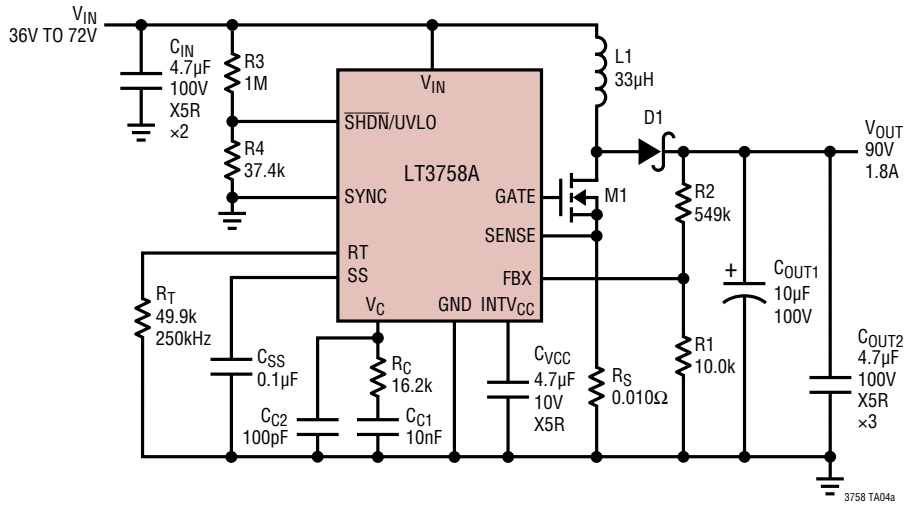 VIN
36V TO 72V
CIN
4.7µF
100V
X5R
×2
R3
1M
R4
37.4k
VIN
SHDN/UVLO
LT3758A
SYNC
GATE
SENSE
RT
SS
FBX
VC
GND
INTVCC
L1
33µH
D1
M1
VOUT
90V
1.8A
R2
549k
R1
10.0k
COUT1
+
10µF
100V
COUT2
4.7µF
100V
X5R
×3
RT
49.9k
250kHz
CSS
0.1µF
CC2
100pF
RC
16.2k
CC1
10nF
CVCC
4.7µF
10V
X5R
RS
0.010Ω
3758 TA04a